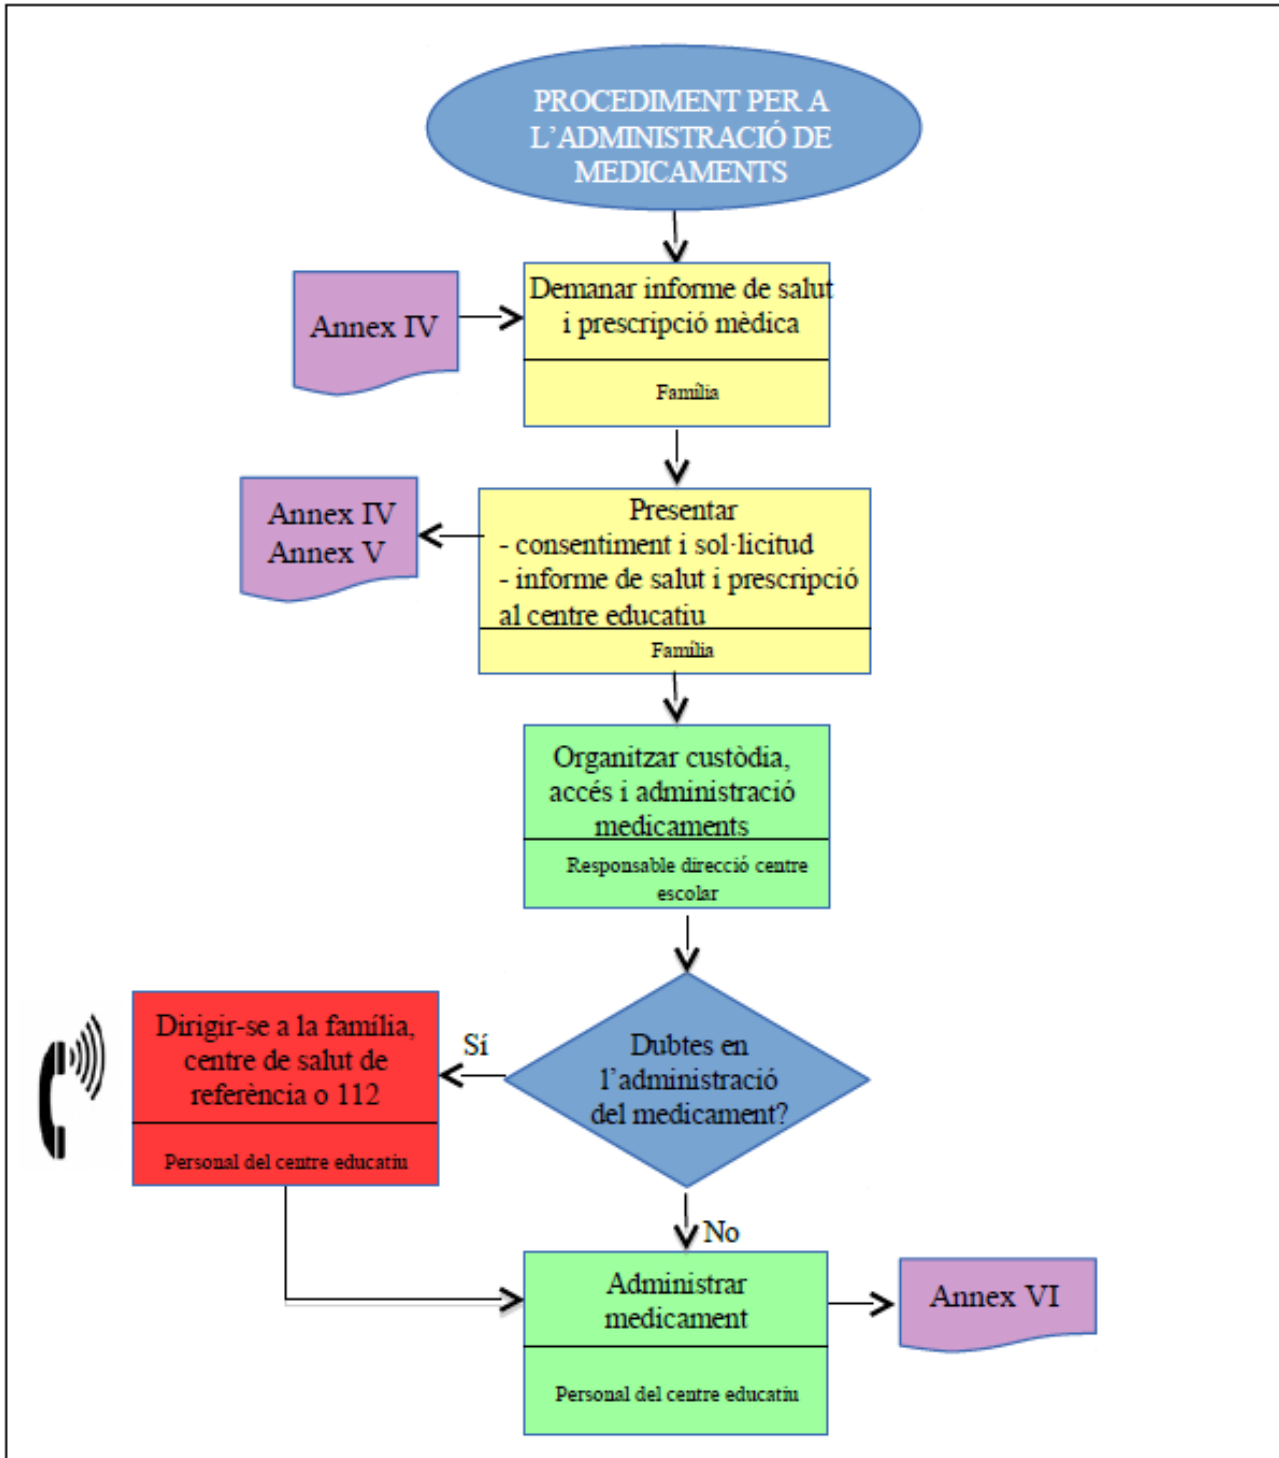 PROCEDIMENT PER A
L'ADMINISTRACIÓ DE
MEDICAMENTS
Annex IV
Demanar informe de salut
i prescripció mèdica
Família
Annex IV
Annex V
Presentar
- consentiment i sol·licitud
- informe de salut i prescripció
al centre educatiu
Família
Organitzar custòdia,
accés i administració
medicaments
Responsable direcció centre
escolar
Dirigir-se a la família,
centre de salut de
referència o 112
Personal del centre educatiu
Sí
Dubtes en
l'administració
del medicament?
No
Administrar
medicament
Personal del centre educatiu
Annex VI